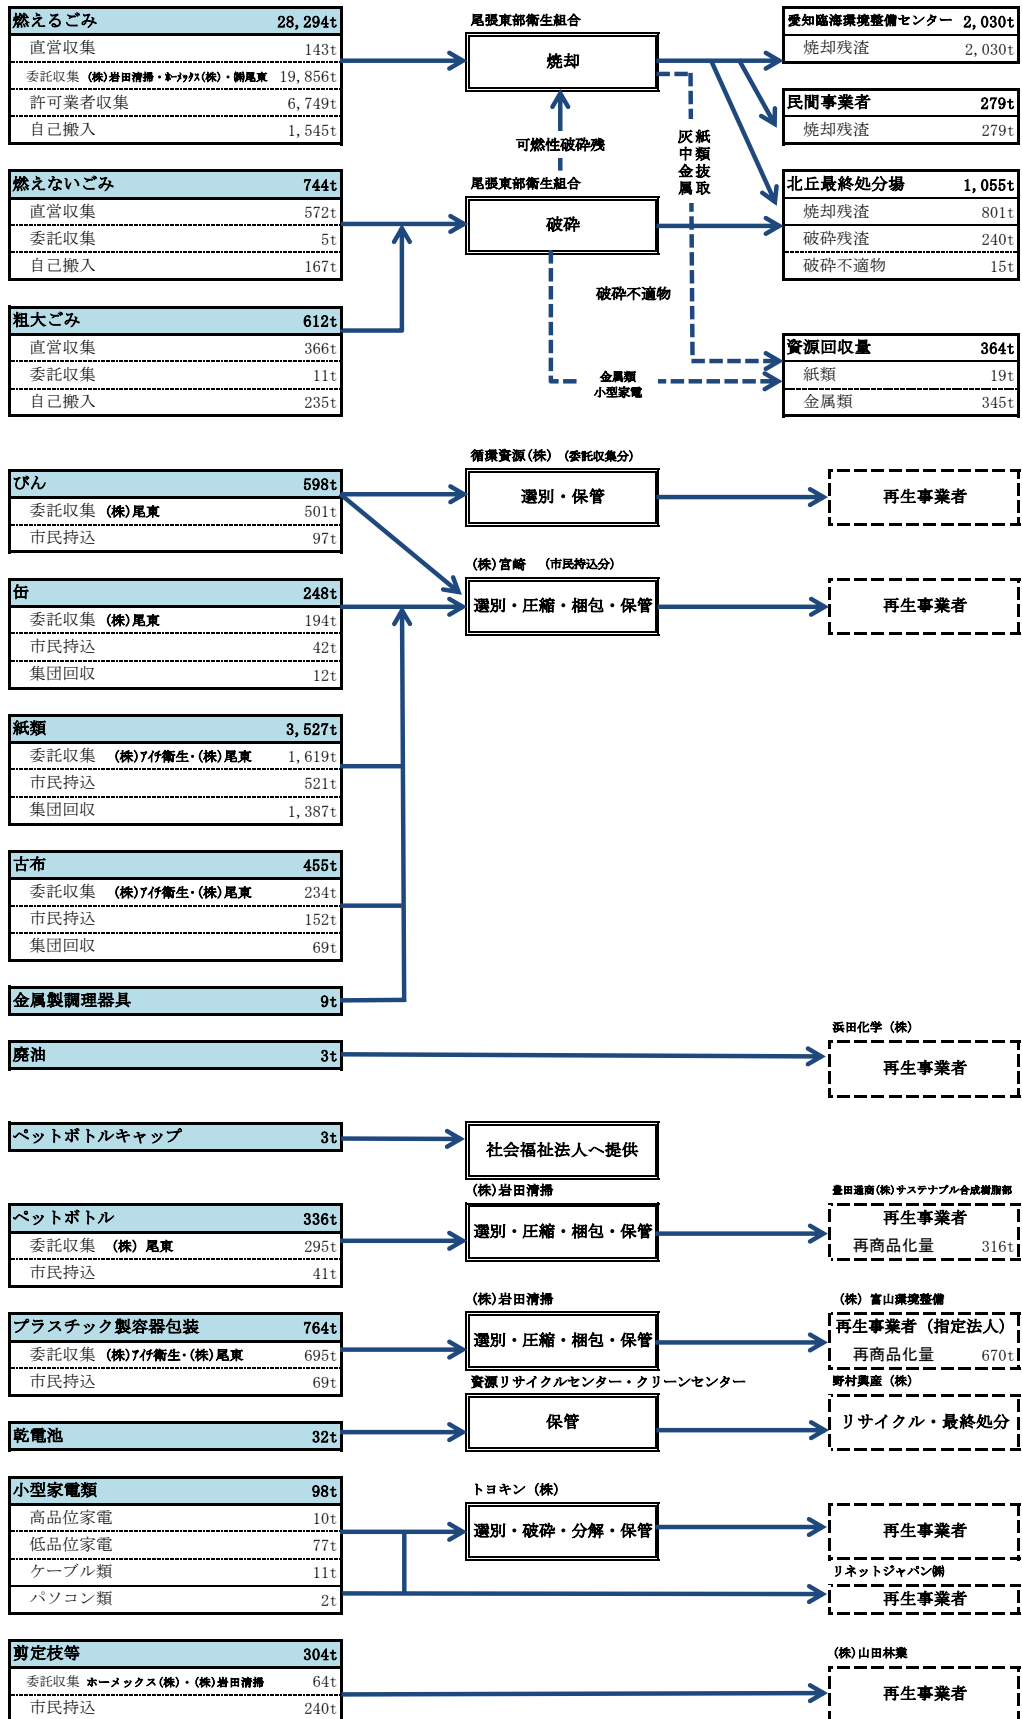 燃えるごみ 28,294t
直営収集 143t
委託収集 (株)岩田清掃・ﾎｰﾒｯｸｽ(株)・㈱尾東 19,856t
許可業者収集 6,749t
自己搬入 1,545t
尾張東部衛生組合
焼却
愛知臨海環境整備センター 2,030t
焼却残渣 2,030t
民間事業者 279t
焼却残渣 279t
可燃性破砕残
紙類抜取
灰中金属
燃えないごみ 744t
直営収集 572t
委託収集 5t
自己搬入 167t
尾張東部衛生組合
破砕
北丘最終処分場 1,055t
焼却残渣 801t
破砕残渣 240t
破砕不適物 15t
破砕不適物
粗大ごみ 612t
直営収集 366t
委託収集 11t
自己搬入 235t
金属類
小型家電
資源回収量 364t
紙類 19t
金属類 345t
びん 598t
委託収集 (株)尾東 501t
市民持込 97t
循環資源(株) (委託収集分)
選別・保管
再生事業者
缶 248t
委託収集 (株)尾東 194t
市民持込 42t
集団回収 12t
(株)宮崎 (市民持込分)
選別・圧縮・梱包・保管
再生事業者
紙類 3,527t
委託収集 (株)ｱｲﾁ衛生・(株)尾東 1,619t
市民持込 521t
集団回収 1,387t
古布 455t
委託収集 (株)ｱｲﾁ衛生・(株)尾東 234t
市民持込 152t
集団回収 69t
金属製調理器具 9t
廃油 3t
浜田化学（株）
再生事業者
ペットボトルキャップ 3t
社会福祉法人へ提供
ペットボトル 336t
委託収集 （株）尾東 295t
市民持込 41t
(株)岩田清掃
選別・圧縮・梱包・保管
豊田通商(株)サステナブル合成樹脂部
再生事業者
再商品化量 316t
プラスチック製容器包装 764t
委託収集 (株)ｱｲﾁ衛生・(株)尾東 695t
市民持込 69t
(株)岩田清掃
選別・圧縮・梱包・保管
（株）富山環境整備
再生事業者（指定法人）
再商品化量 670t
乾電池 32t
資源リサイクルセンター・クリーンセンター
保管
野村興産（株）
リサイクル・最終処分
小型家電類 98t
高品位家電 10t
低品位家電 77t
ケーブル類 11t
パソコン類 2t
トヨキン（株）
選別・破砕・分解・保管
再生事業者
リネットジャパン㈱
再生事業者
剪定枝等 304t
委託収集 ホーメックス(株)・(株)岩田清掃 64t
市民持込 240t
(株)山田林業
再生事業者